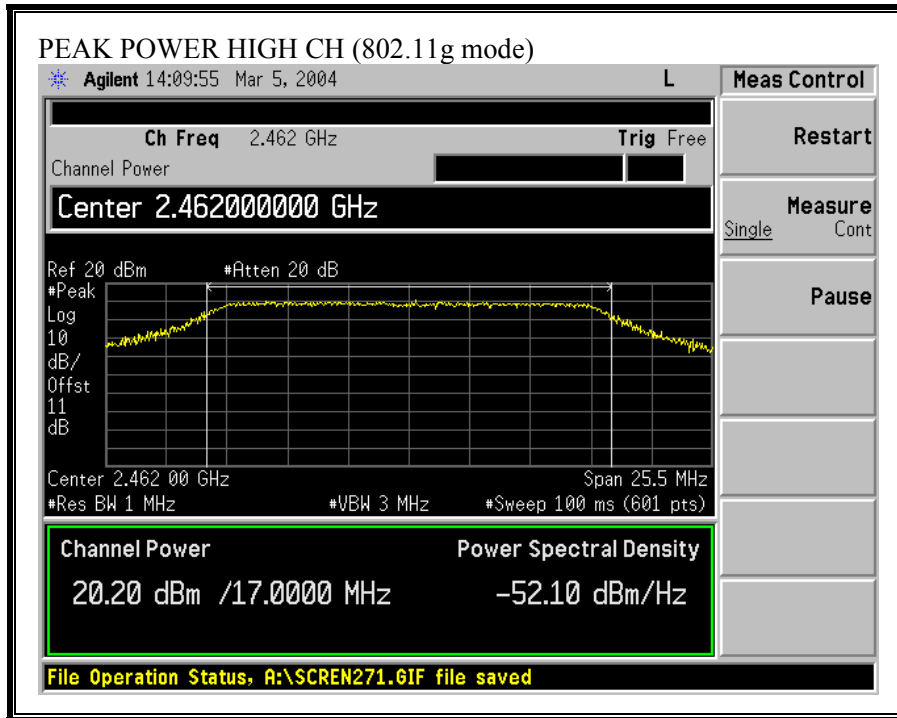 PEAK POWER HIGH CH (802.11g mode)
Agilent 14:09:55 Mar 5, 2004 L
Meas Control
Ch Freq 2.462 GHz Trig Free
Channel Power
Center 2.462000000 GHz
Restart
Measure
Single Cont
Pause
Ref 20 dBm #Atten 20 dB
#Peak
Log
10
dB/
Offst
11
dB
Center 2.462 00 GHz Span 25.5 MHz
#Res BW 1 MHz #VBW 3 MHz #Sweep 100 ms (601 pts)
Channel Power Power Spectral Density
20.20 dBm /17.0000 MHz -52.10 dBm/Hz
File Operation Status, A:\SCREN271.GIF file saved